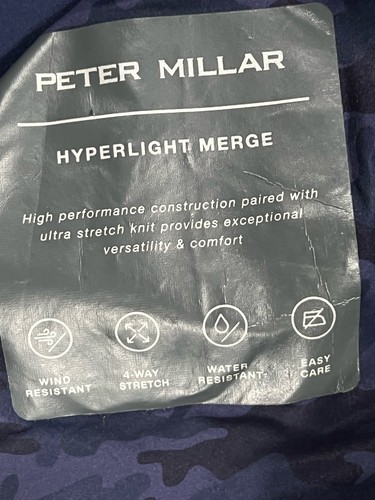 PETER MILLAR
HYPERLIGHT MERGE
High performance construction paired with
ultra stretch knit provides exceptional
versatility & comfort
WIND
RESISTANT
4-WAY
STRETCH
WATER
RESISTANT
EASY
CARE